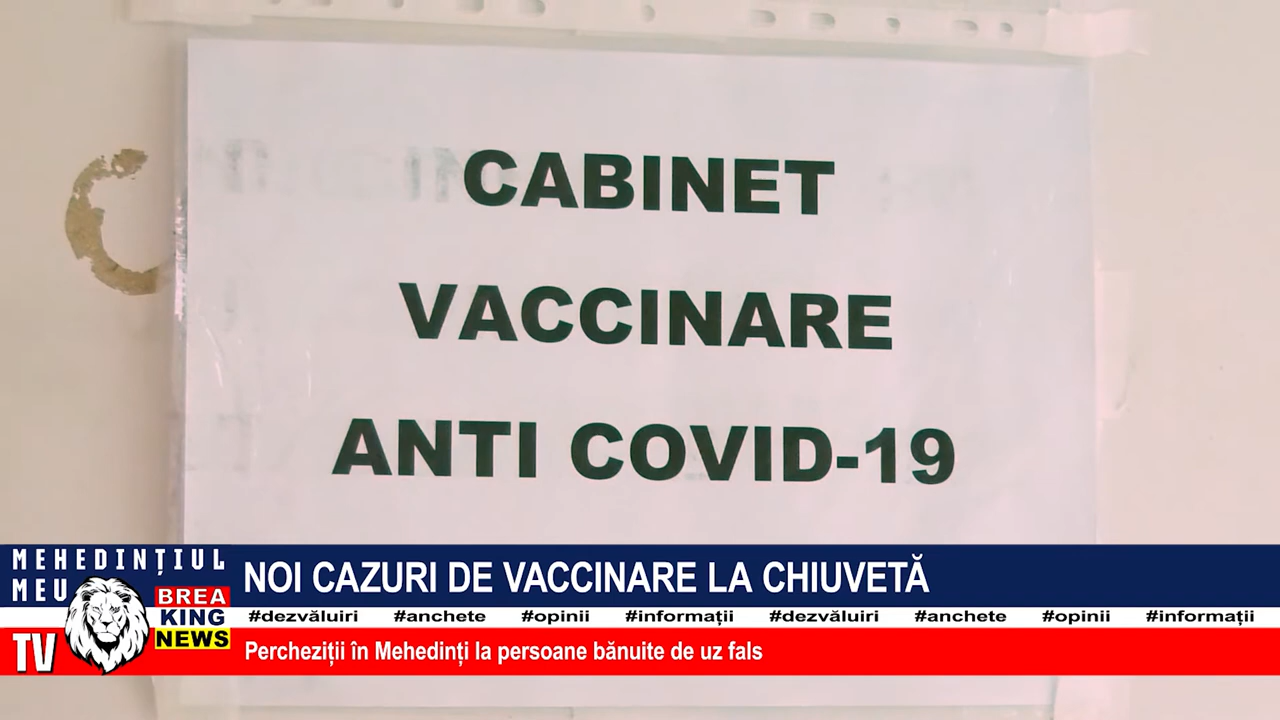 CABINET
VACCINARE
ANTI COVID-19
MEHEDINȚIUL
MEU
TV
BREA
KING
NEWS
NOI CAZURI DE VACCINARE LA CHIUVETĂ
#dezvăluiri #anchete #opinii #informații #dezvăluiri #anchete #opinii #informații
Percheziții în Mehedinți la persoane bănuite de uz fals